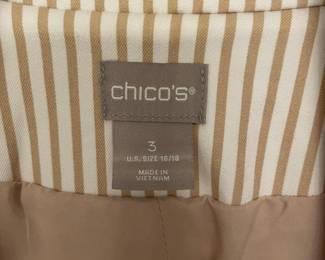 chico's®
3
U.S. SIZE 16/18
MADE IN
VIETNAM